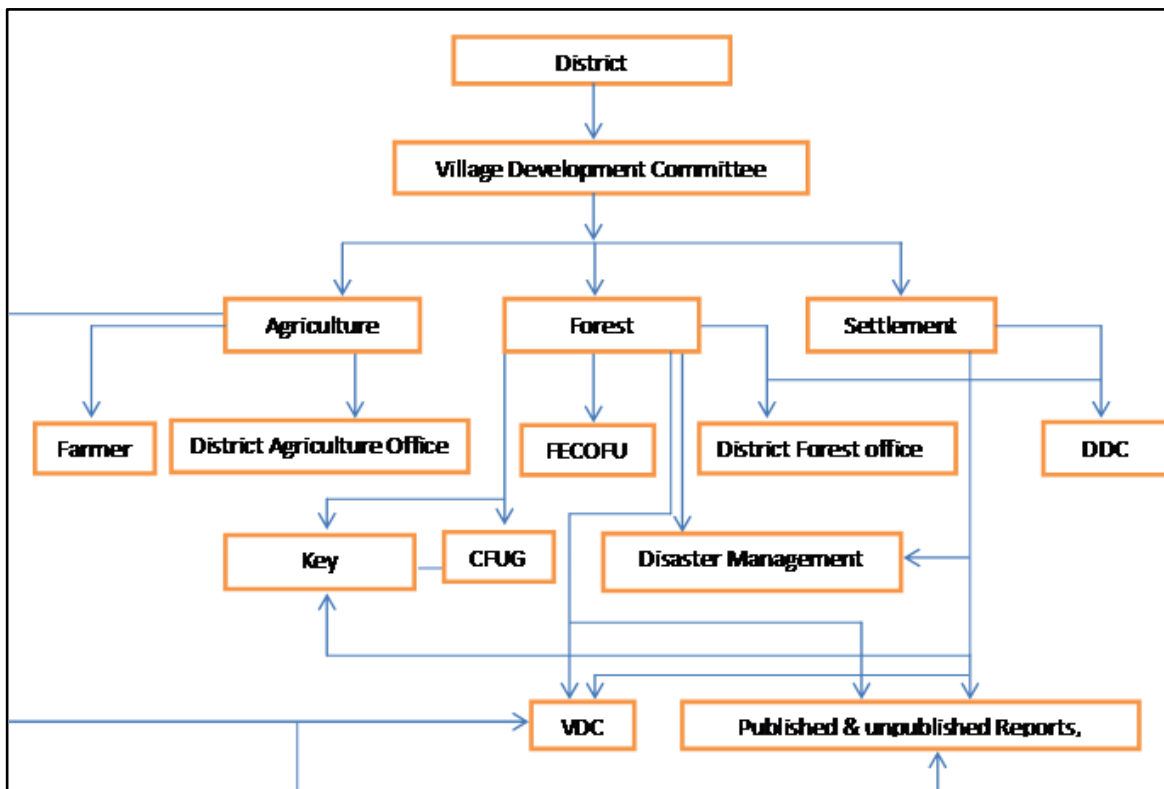 District
Village Development Committee
Agriculture
Forest
Settlement
Farmer
District Agriculture Office
FECOFU
District Forest office
DDC
Key
CFUG
Disaster Management
VDC
Published & unpublished Reports,